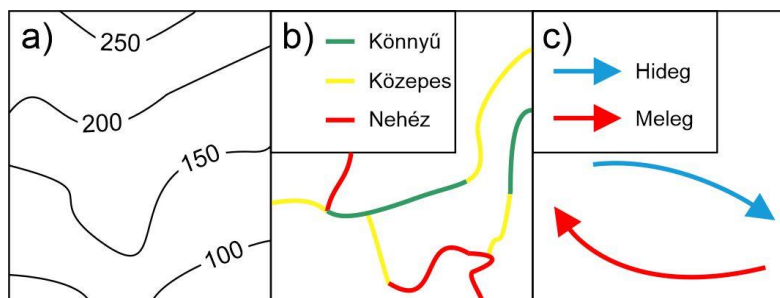 a)
250
200
150
100
b)
Könnyű
Közepes
Nehéz
c)
Hideg
Meleg